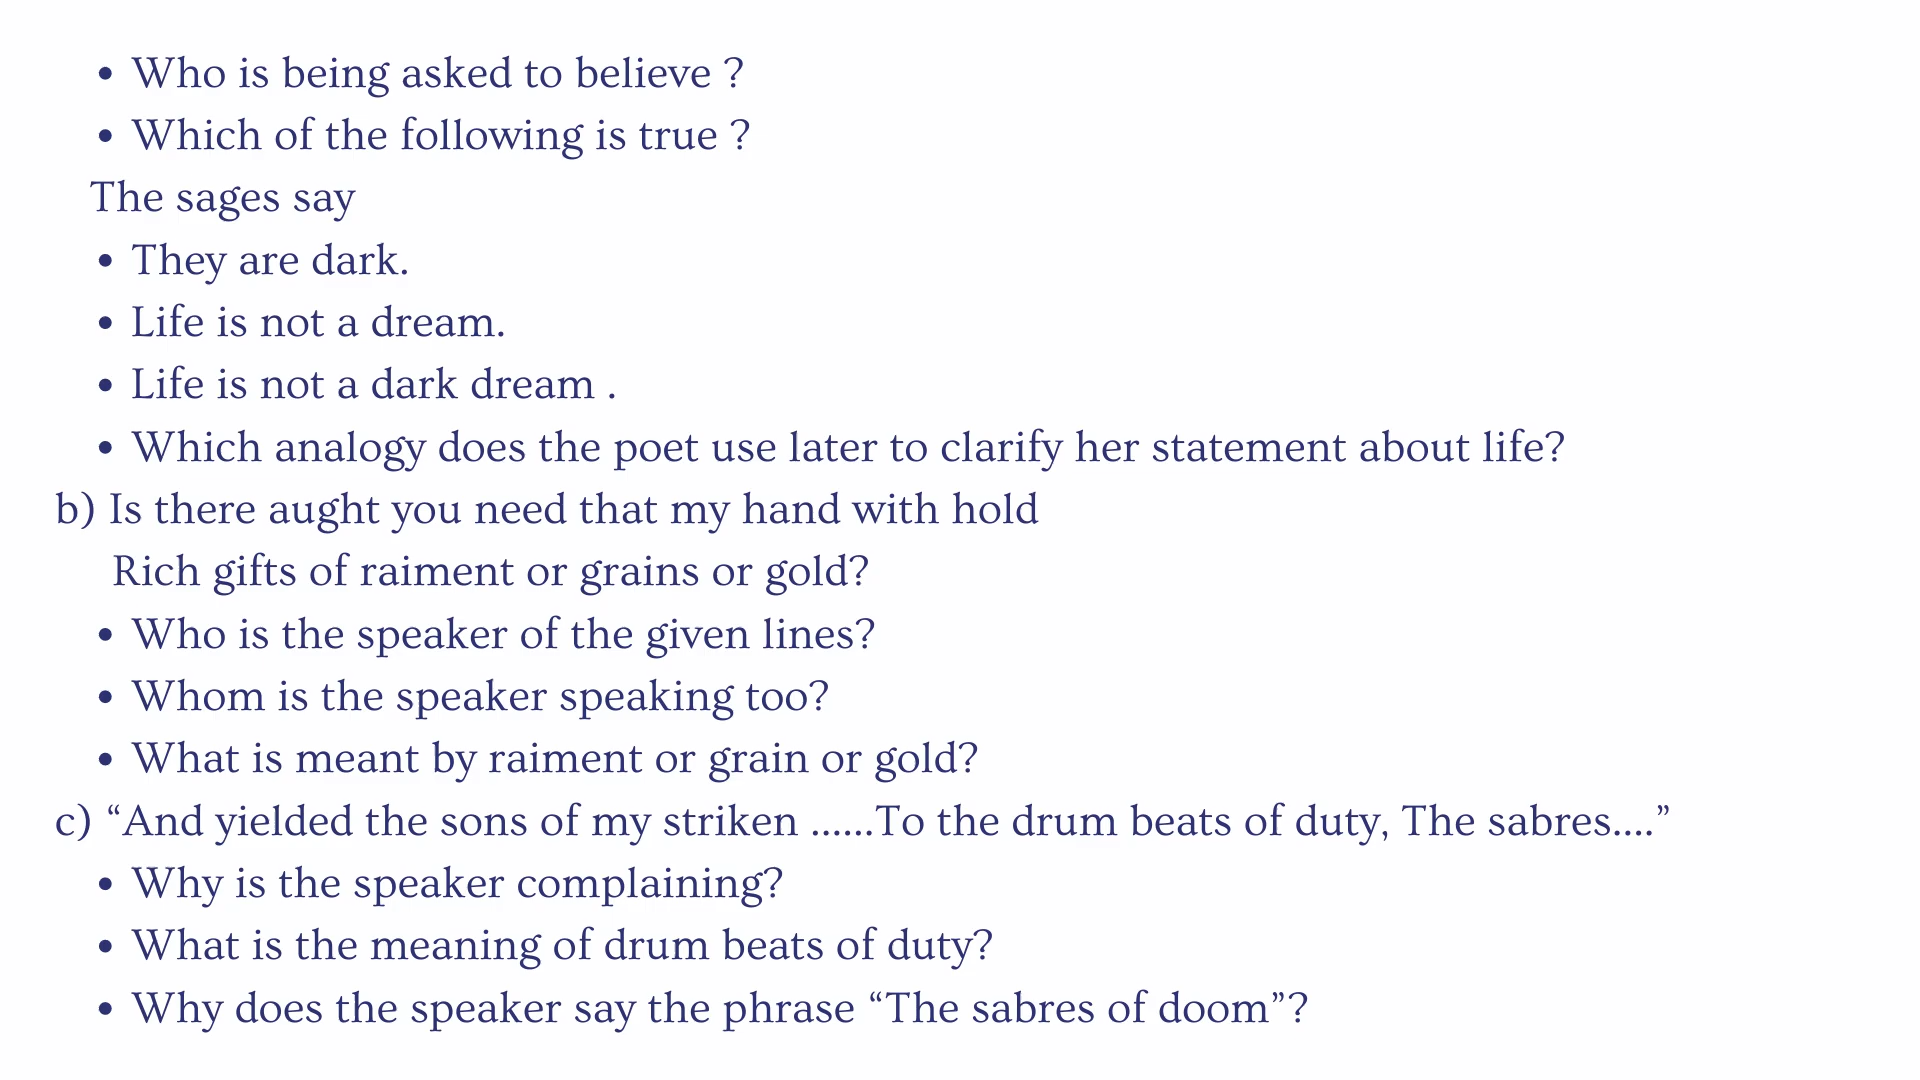 • Who is being asked to believe ?
• Which of the following is true ?
The sages say
• They are dark.
• Life is not a dream.
• Life is not a dark dream .
• Which analogy does the poet use later to clarify her statement about life?
b) Is there aught you need that my hand with hold
Rich gifts of raiment or grains or gold?
• Who is the speaker of the given lines?
• Whom is the speaker speaking too?
• What is meant by raiment or grain or gold?
c) “And yielded the sons of my striken ......To the drum beats of duty, The sabres....”
• Why is the speaker complaining?
• What is the meaning of drum beats of duty?
• Why does the speaker say the phrase “The sabres of doom”?